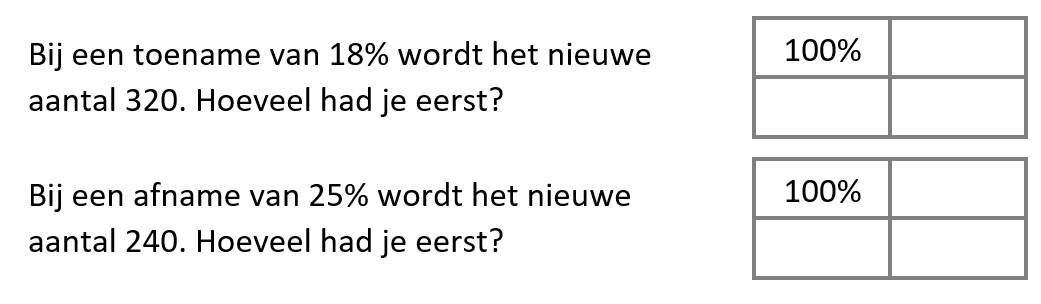 Bij een toename van 18% wordt het nieuwe
aantal 320. Hoeveel had je eerst?
100%
Bij een afname van 25% wordt het nieuwe
aantal 240. Hoeveel had je eerst?
100%